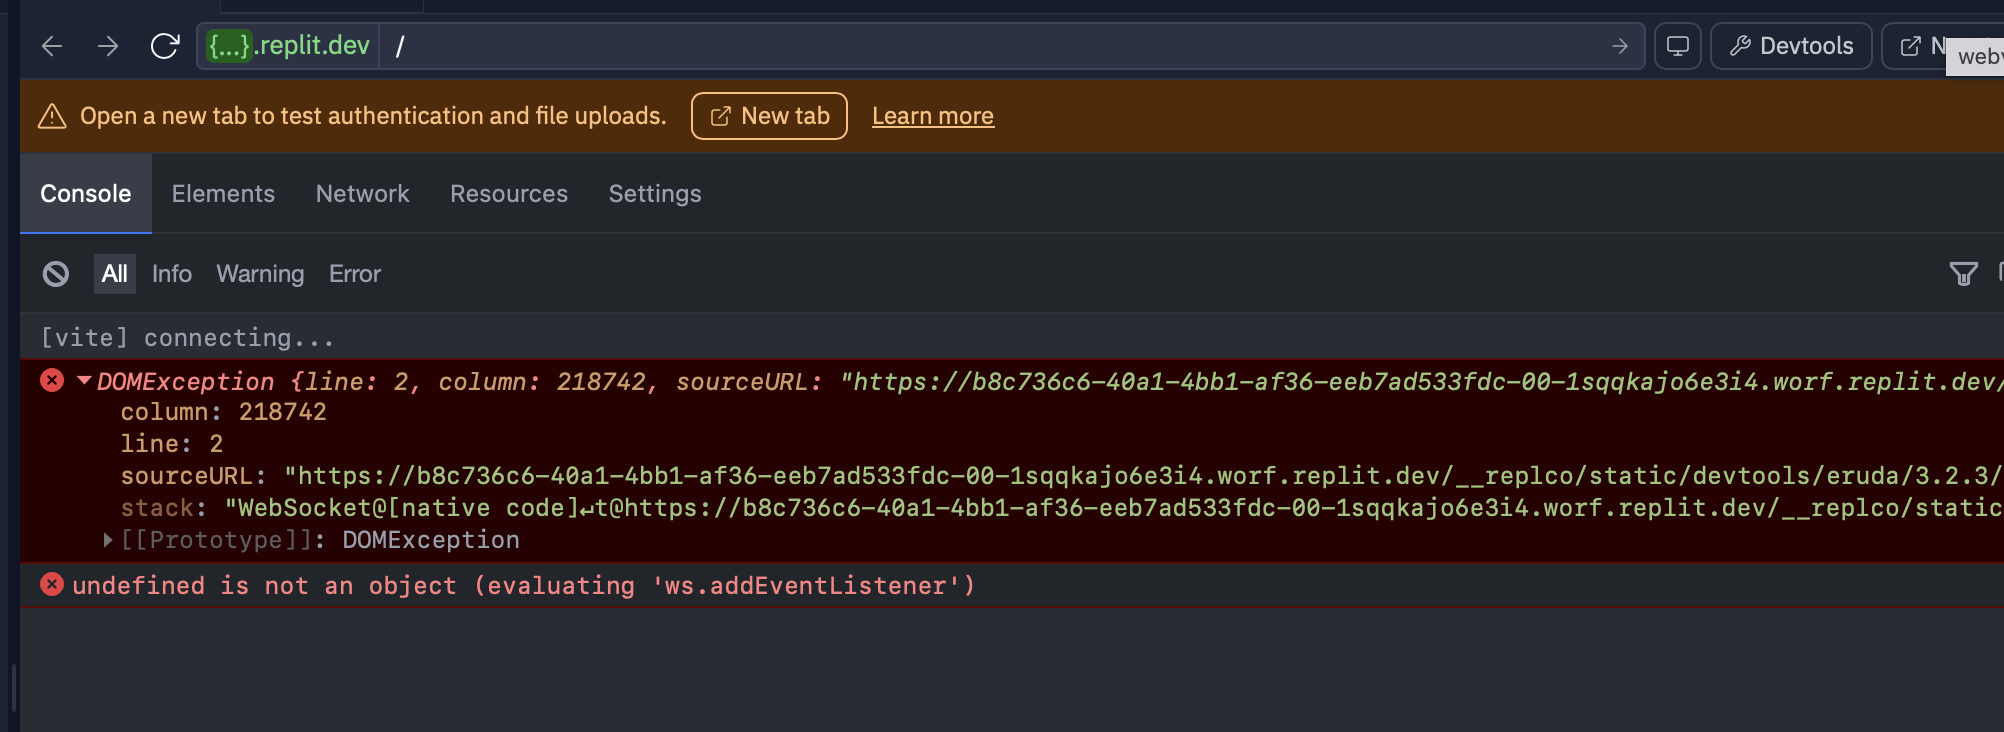 {...}.replit.dev /
Devtools
web
Open a new tab to test authentication and file uploads. New tab Learn more
Console Elements Network Resources Settings
All Info Warning Error
[vite] connecting...
DOMException {line: 2, column: 218742, sourceURL: "https://b8c736c6-40a1-4bb1-af36-eeb7ad533fdc-00-1sqqkajo6e3i4.worf.replit.dev/
column: 218742
line: 2
sourceURL: "https://b8c736c6-40a1-4bb1-af36-eeb7ad533fdc-00-1sqqkajo6e3i4.worf.replit.dev/__replco/static/devtools/eruda/3.2.3/
stack: "WebSocket@[native code]↵t@https://b8c736c6-40a1-4bb1-af36-eeb7ad533fdc-00-1sqqkajo6e3i4.worf.replit.dev/__replco/static
[[Prototype]]: DOMException
undefined is not an object (evaluating 'ws.addEventListener')